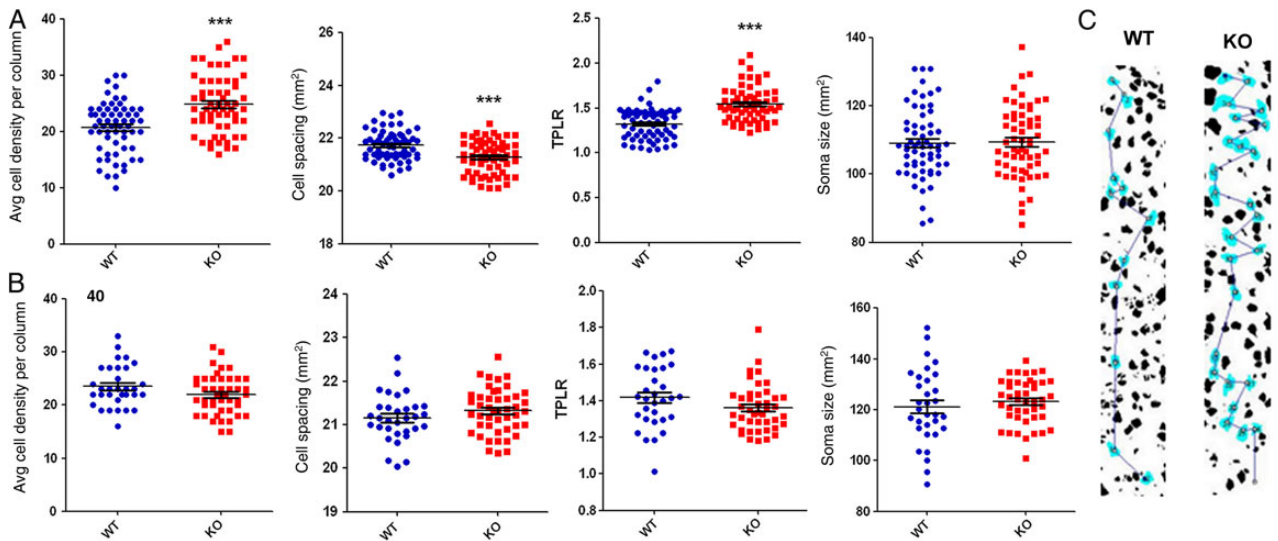 A
Avg cell density per column
40
30
20
10
0
WT
KO
***
Cell spacing (mm²)
26
24
22
20
18
WT
KO
***
TPLR
2.5
2.0
1.5
1.0
0.5
0.0
WT
KO
***
Soma size (mm²)
140
120
100
80
WT
KO
B
Avg cell density per column
40
40
30
20
10
0
WT
KO
Cell spacing (mm²)
24
23
22
21
20
19
WT
KO
TPLR
2.0
1.8
1.6
1.4
1.2
1.0
0.8
WT
KO
Soma size (mm²)
160
140
120
100
80
WT
KO
C
WT
KO